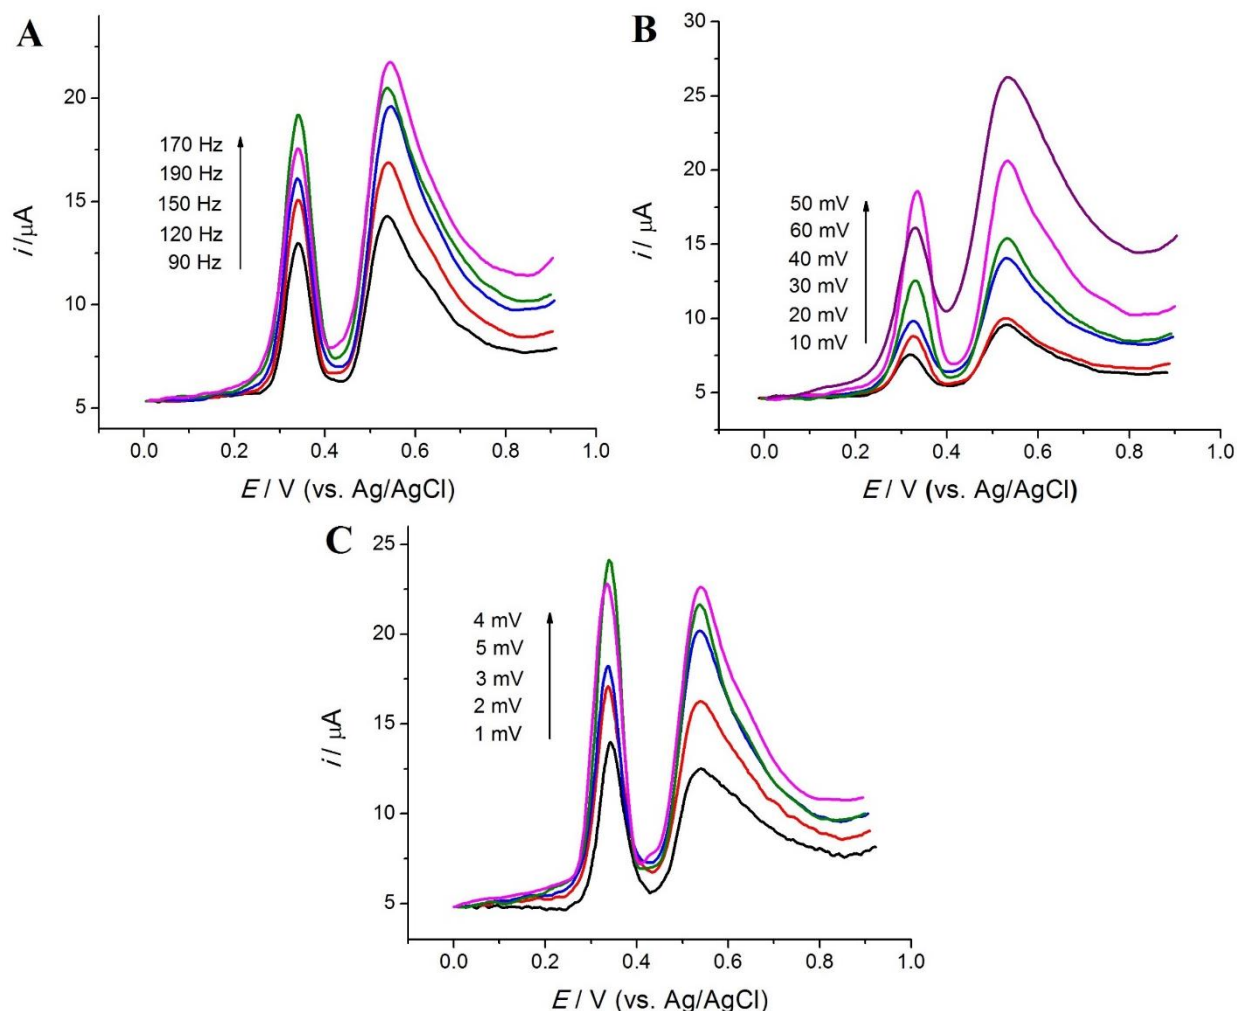 A
20
15
10
5
i /μA
170 Hz
190 Hz
150 Hz
120 Hz
90 Hz
0.0 0.2 0.4 0.6 0.8 1.0
E / V (vs. Ag/AgCl)
B
30
25
20
15
10
5
i / μA
50 mV
60 mV
40 mV
30 mV
20 mV
10 mV
0.0 0.2 0.4 0.6 0.8 1.0
E / V (vs. Ag/AgCl)
C
25
20
15
10
5
i / μA
4 mV
5 mV
3 mV
2 mV
1 mV
0.0 0.2 0.4 0.6 0.8 1.0
E / V (vs. Ag/AgCl)